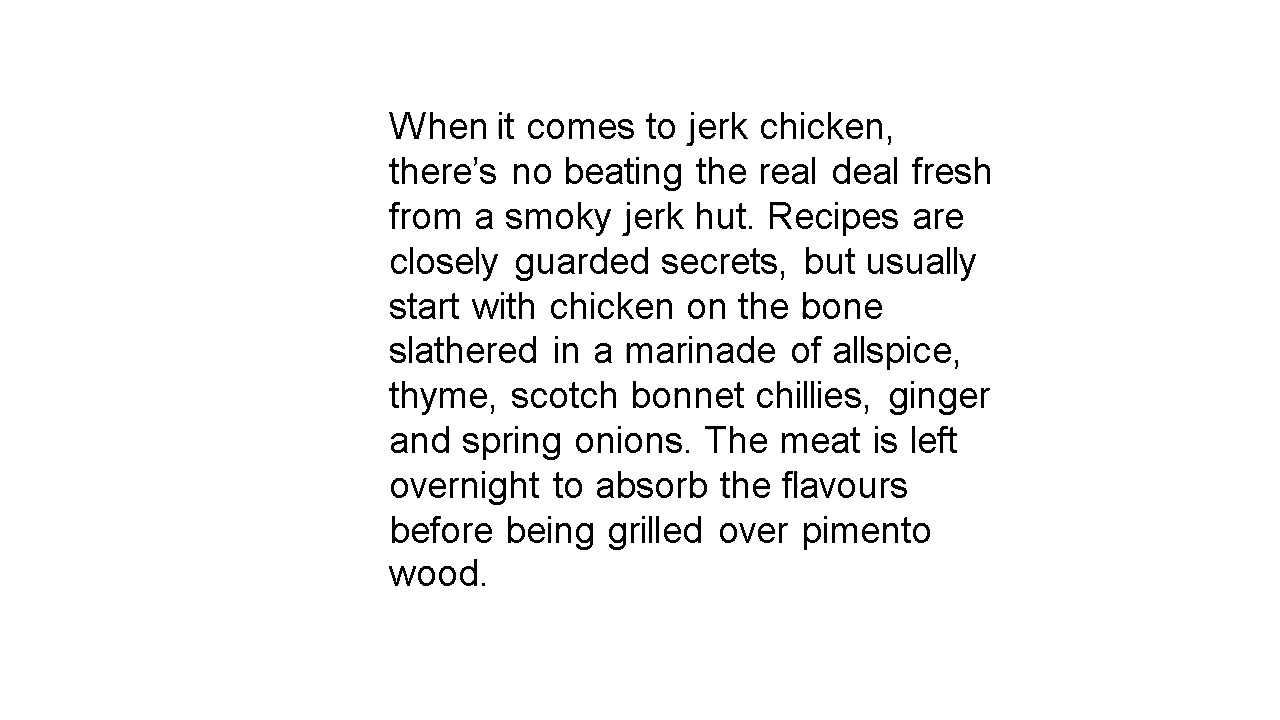 When it comes to jerk chicken,
there’s no beating the real deal fresh
from a smoky jerk hut. Recipes are
closely guarded secrets, but usually
start with chicken on the bone
slathered in a marinade of allspice,
thyme, scotch bonnet chillies, ginger
and spring onions. The meat is left
overnight to absorb the flavours
before being grilled over pimento
wood.